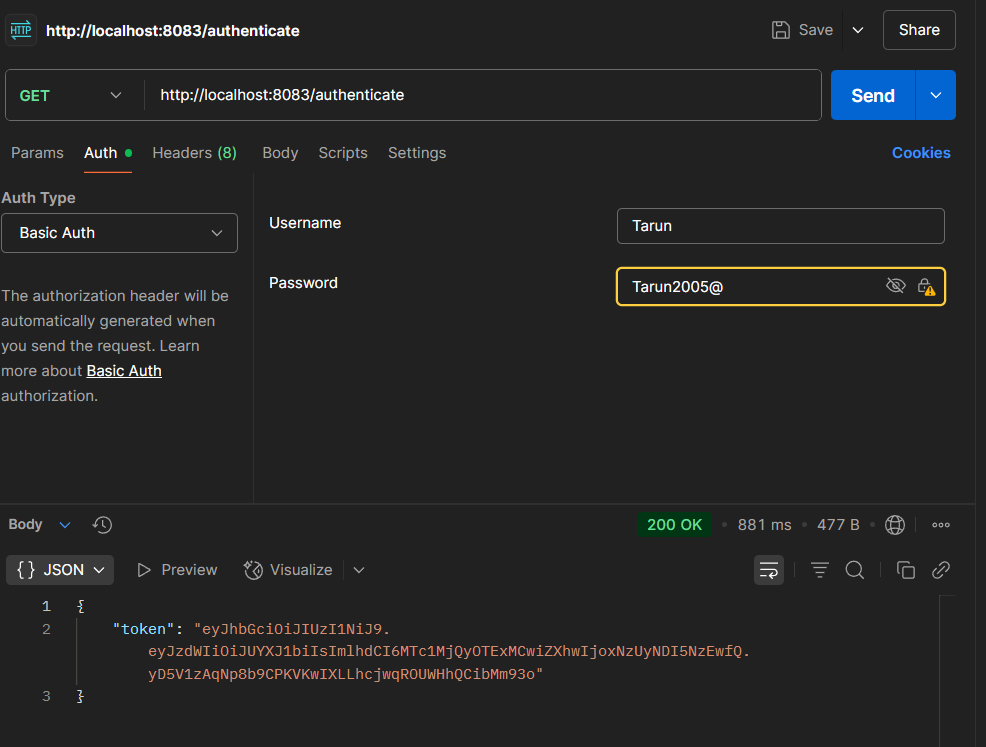 HTTP http://localhost:8083/authenticate Save Share
GET http://localhost:8083/authenticate Send
Params Auth Headers (8) Body Scripts Settings Cookies
Auth Type
Basic Auth
The authorization header will be
automatically generated when
you send the request. Learn
more about Basic Auth
authorization.
Username Tarun
Password Tarun2005@
Body 200 OK 881 ms 477 B
{} JSON Preview Visualize
1 {
2 "token": "eyJhbGciOiJIUzI1NiJ9.
eyJzdWIiOiJUYXJ1biIsImlhdCI6MTc1MjQyOTExMCwiZXhwIjoxNzUyNDI5NzEwfQ.
yD5V1zAqNp8b9CPKVKwIXLLhcjwqROUWHhQCibMm93o"
3 }